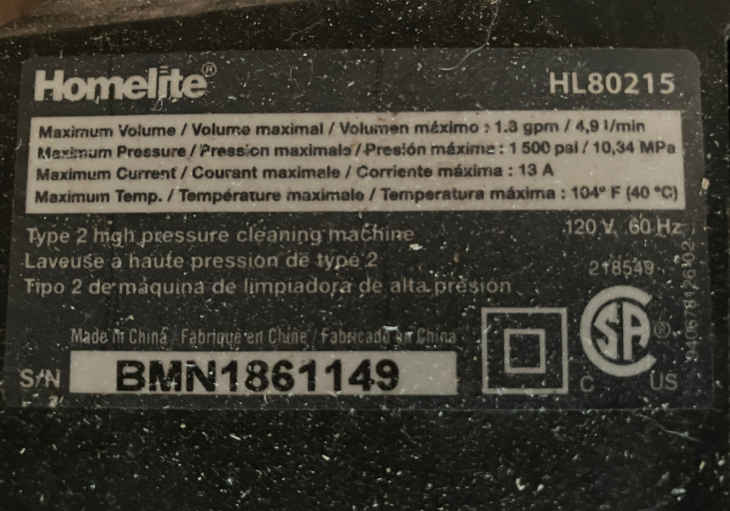 Homelite® HL80215
Maximum Volume / Volume maximal / Volumen máximo : 1.3 gpm / 4,9 l/min
Maximum Pressure / Pression maximale / Presión máxima : 1 500 psi / 10,34 MPa
Maximum Current / Courant maximale / Corriente máxima : 13 A
Maximum Temp. / Température maximale / Temperatura máxima : 104° F (40 °C)
Type 2 high pressure cleaning machine 120 V, 60 Hz
Laveuse à haute pression de type 2 218549
Tipo 2 de máquina de limpiadora de alta presión
Made in China / Fabriqué en Chine / Fabricado en China
S/N BMN1861149
SA ®
C US
940678126102